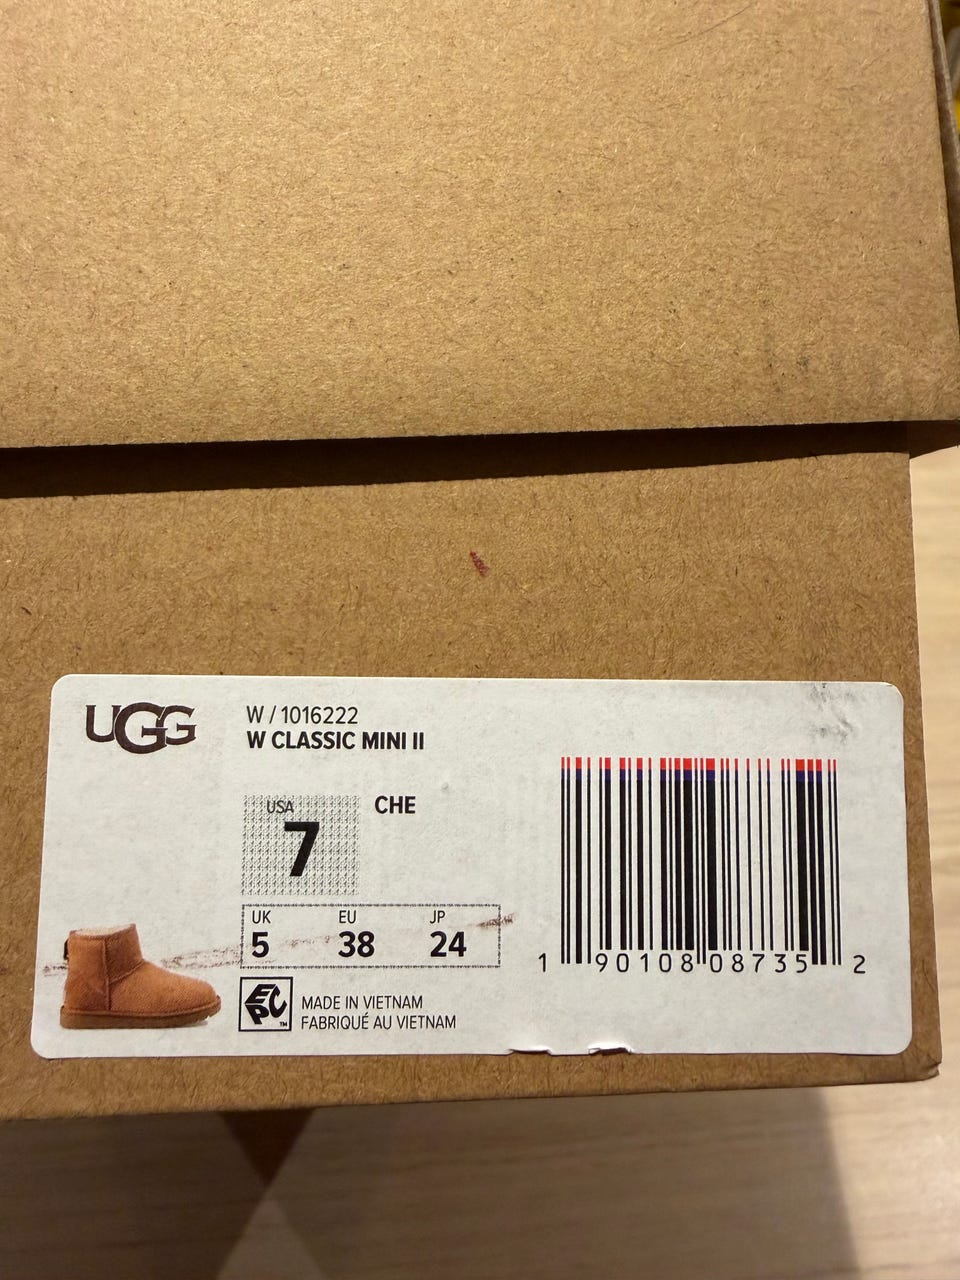 UGG
W / 1016222
W CLASSIC MINI II
USA
7
CHE
UK EU JP
5 38 24
EPC TM
MADE IN VIETNAM
FABRIQUÉ AU VIETNAM
1 90108 08735 2